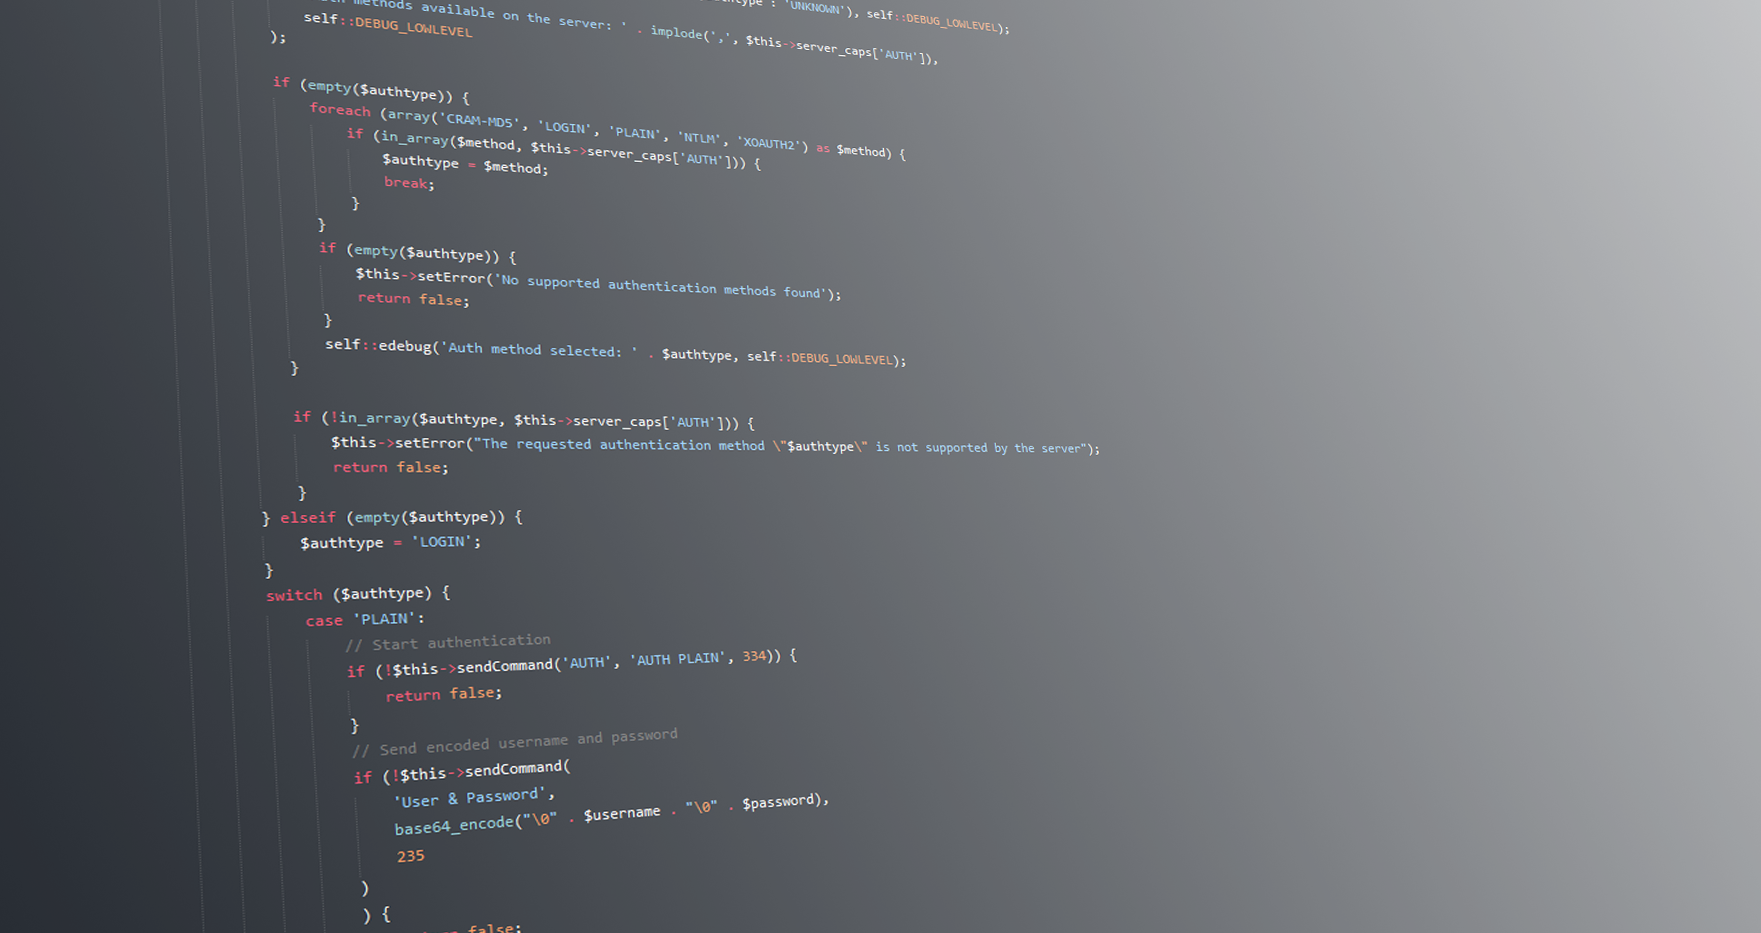 'UNKNOWN'), self::DEBUG_LOWLEVEL);
methods available on the server: ' . implode(',', $this->server_caps['AUTH']),
self::DEBUG_LOWLEVEL
);
if (empty($authtype)) {
foreach (array('CRAM-MD5', 'LOGIN', 'PLAIN', 'NTLM', 'XOAUTH2') as $method) {
if (in_array($method, $this->server_caps['AUTH'])) {
$authtype = $method;
break;
}
}
if (empty($authtype)) {
$this->setError('No supported authentication methods found');
return false;
}
self::edebug('Auth method selected: ' . $authtype, self::DEBUG_LOWLEVEL);
}
if (!in_array($authtype, $this->server_caps['AUTH'])) {
$this->setError("The requested authentication method \"$authtype\" is not supported by the server");
return false;
}
} elseif (empty($authtype)) {
$authtype = 'LOGIN';
}
switch ($authtype) {
case 'PLAIN':
// Start authentication
if (!$this->sendCommand('AUTH', 'AUTH PLAIN', 334)) {
return false;
}
// Send encoded username and password
if (!$this->sendCommand(
'User & Password',
base64_encode("\0" . $username . "\0" . $password),
235
)
) {
false;